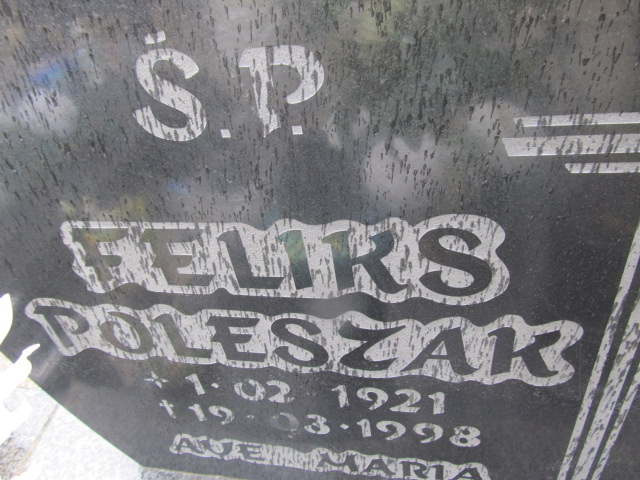 Ś.P.
FELIKS
POLESZAK
* 1. 02 1921
† 19. 03. 1998
AVE MARIA